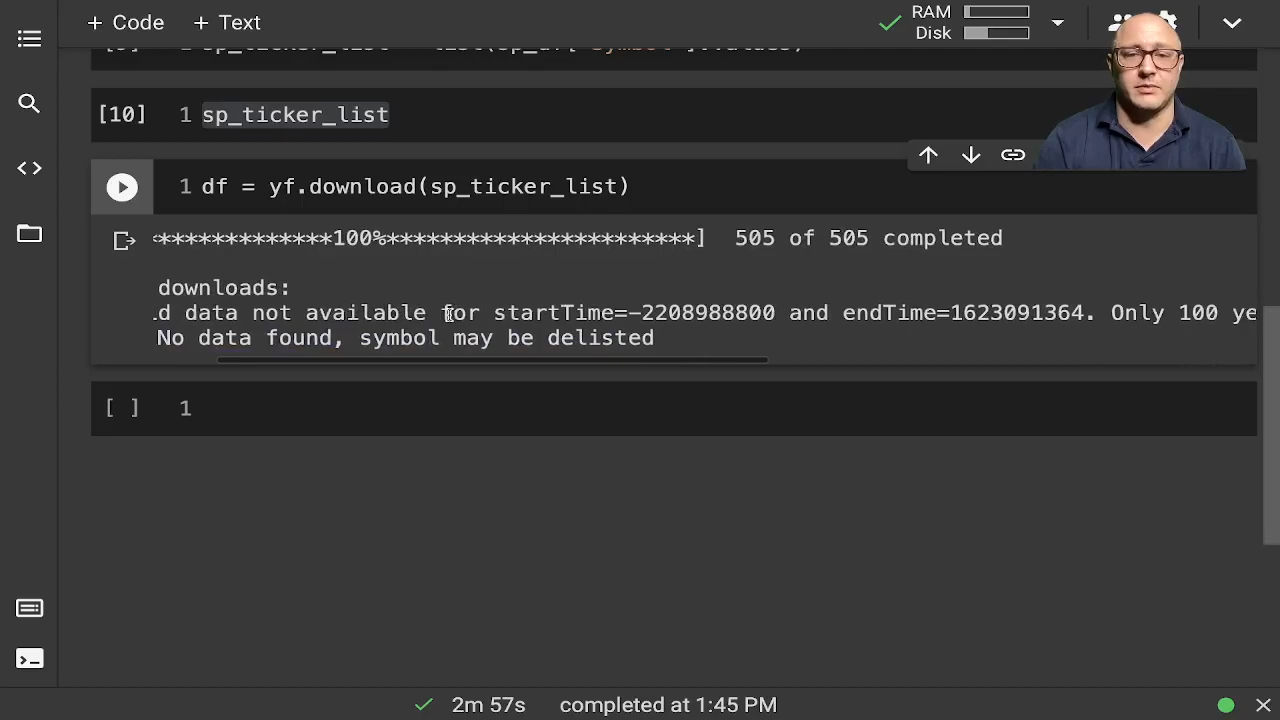 + Code + Text
RAM
Disk
[10] 1 sp_ticker_list
1 df = yf.download(sp_ticker_list)
*************100%***********************] 505 of 505 completed
downloads:
d data not available for startTime=-2208988800 and endTime=1623091364. Only 100 ye
No data found, symbol may be delisted
[ ] 1
2m 57s completed at 1:45 PM